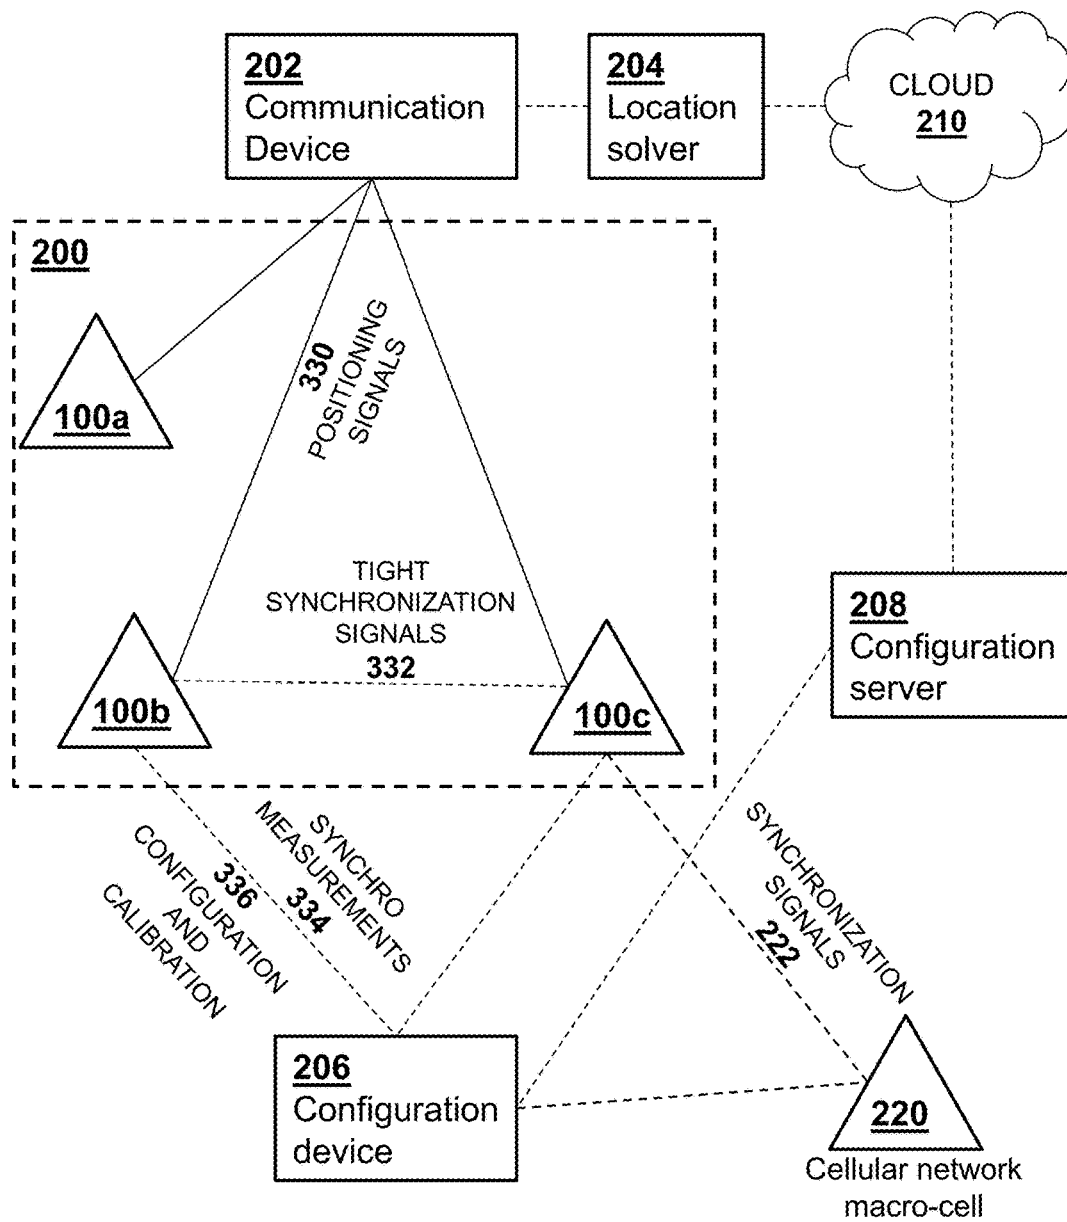 202
Communication
Device
204
Location
solver
CLOUD
210
200
330
POSITIONING
SIGNALS
100a
TIGHT
SYNCHRONIZATION
SIGNALS
332
208
Configuration
server
100b
100c
SYNCHRO
MEASUREMENTS
334
336
CONFIGURATION
AND
CALIBRATION
SYNCHRONIZATION
SIGNALS
222
206
Configuration
device
220
Cellular network
macro-cell